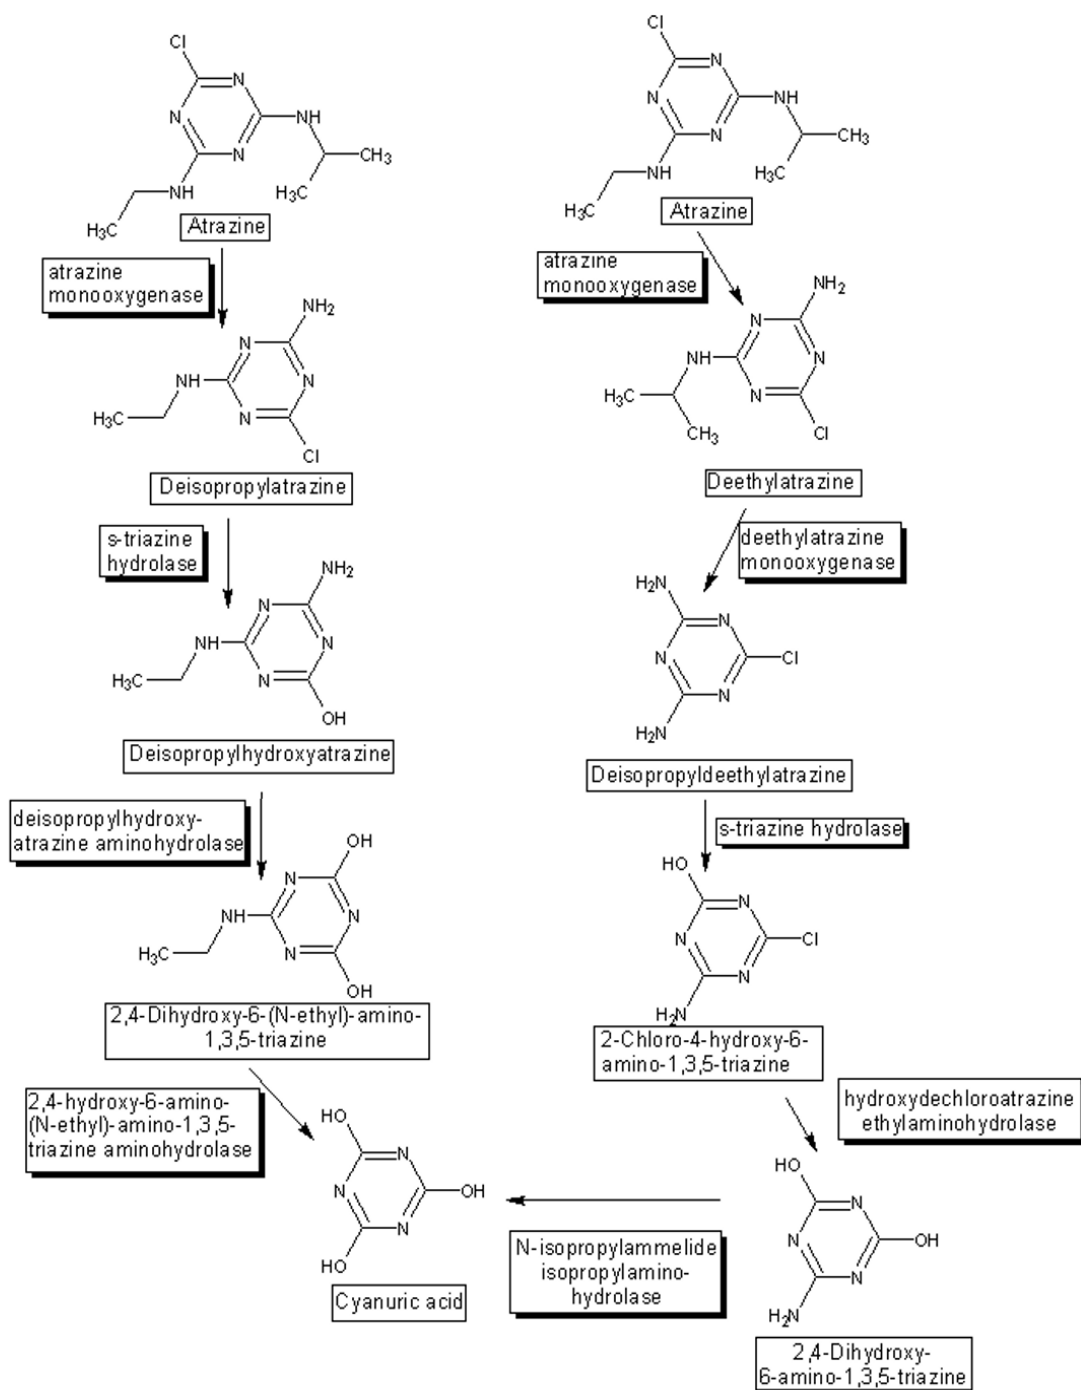 Cl
N
N
N
NH
CH₃
H₃C
NH
H₃C
Atrazine
atrazine
monooxygenase
NH₂
N
N
NH
N
H₃C
Cl
Deisopropylatrazine
s-triazine
hydrolase
NH₂
N
N
NH
N
H₃C
OH
Deisopropylhydroxyatrazine
deisopropylhydroxy-
atrazine aminohydrolase
OH
N
N
NH
N
H₃C
OH
2,4-Dihydroxy-6-(N-ethyl)-amino-
1,3,5-triazine
2,4-hydroxy-6-amino-
(N-ethyl)-amino-1,3,5-
triazine aminohydrolase
HO
N
N
OH
N
HO
Cyanuric acid
Cl
N
N
NH
N
CH₃
H₃C
NH
H₃C
Atrazine
atrazine
monooxygenase
NH₂
N
N
NH
N
H₃C
CH₃
Cl
Deethylatrazine
deethylatrazine
monooxygenase
H₂N
N
N
Cl
N
H₂N
Deisopropyldeethylatrazine
s-triazine hydrolase
HO
N
N
Cl
N
H₂N
2-Chloro-4-hydroxy-6-
amino-1,3,5-triazine
hydroxydechloroatrazine
ethylaminohydrolase
HO
N
N
OH
N
H₂N
2,4-Dihydroxy-
6-amino-1,3,5-triazine
N-isopropylammelide
isopropylamino-
hydrolase